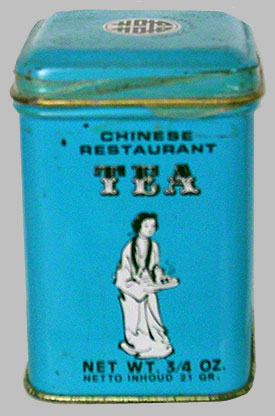 CHINESE
RESTAURANT
TEA
NET WT. 3/4 OZ.
NETTO INHOUD 21 GR.